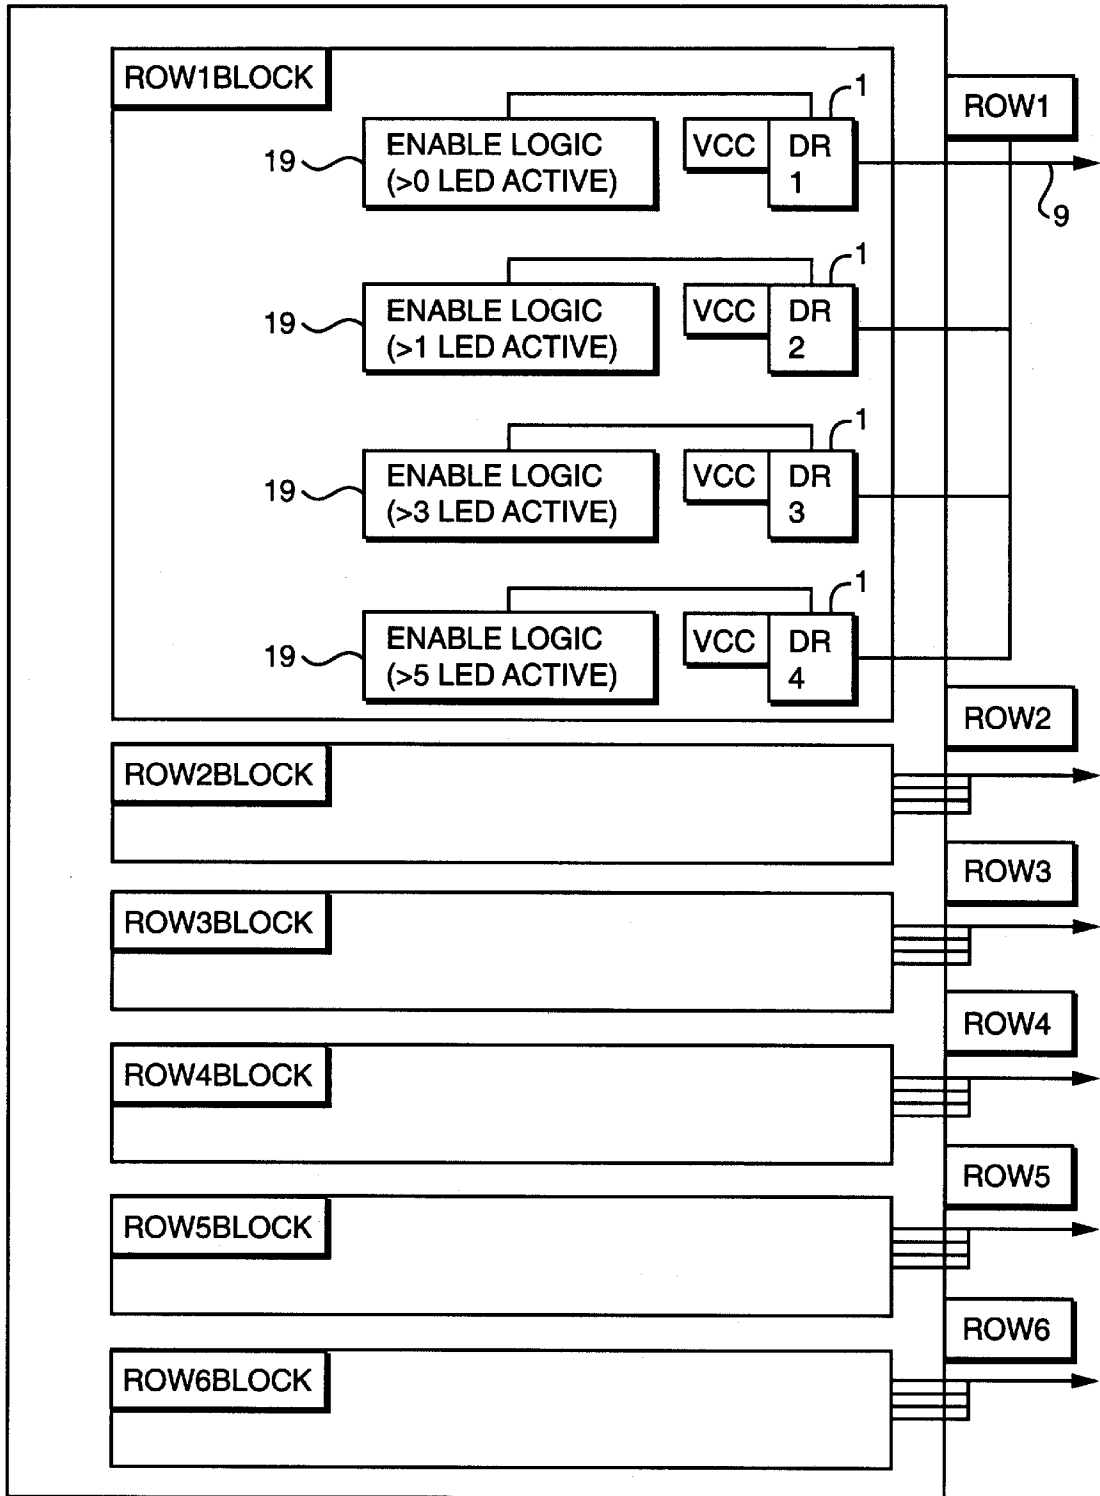 ROW1BLOCK
ROW1
19
ENABLE LOGIC
(>0 LED ACTIVE)
VCC
DR
1
1
9
19
ENABLE LOGIC
(>1 LED ACTIVE)
VCC
DR
2
1
19
ENABLE LOGIC
(>3 LED ACTIVE)
VCC
DR
3
1
19
ENABLE LOGIC
(>5 LED ACTIVE)
VCC
DR
4
1
ROW2
ROW2BLOCK
ROW3
ROW3BLOCK
ROW4
ROW4BLOCK
ROW5
ROW5BLOCK
ROW6
ROW6BLOCK